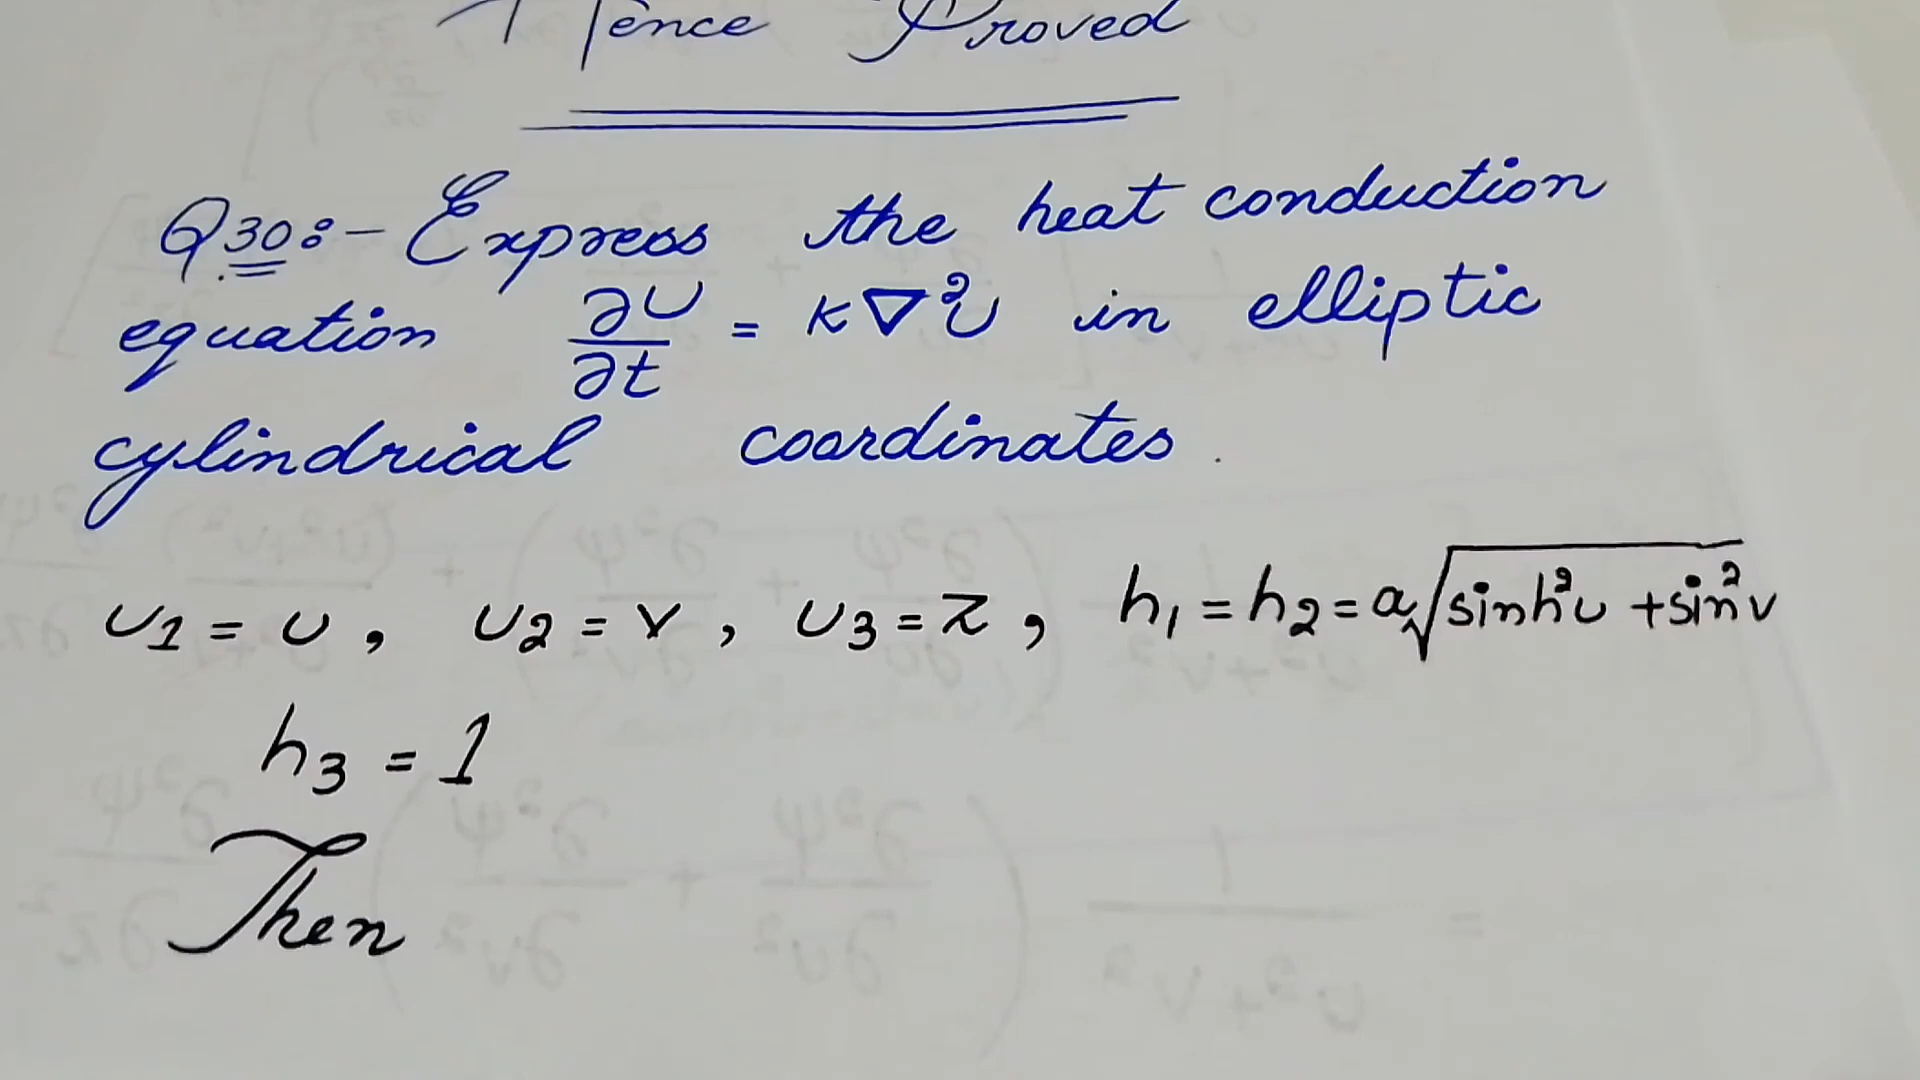 Hence Proved
Q30:- Express the heat conduction
equation ∂U/∂t = K∇²U in elliptic
cylindrical coordinates.
u1 = u, u2 = v, u3 = z, h1 = h2 = a√(sinh²u + sin²v)
h3 = 1
Then